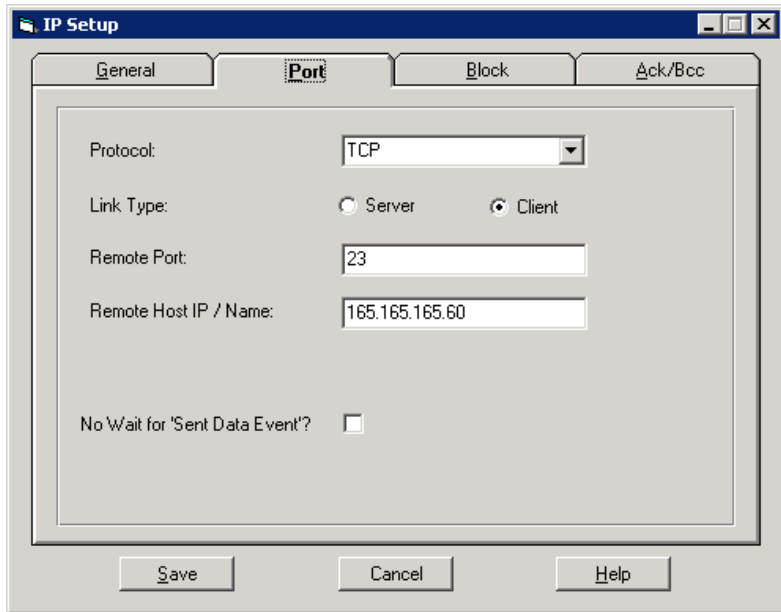 IP Setup
General Port Block Ack/Bcc
Protocol: TCP
Link Type: Server Client
Remote Port: 23
Remote Host IP / Name: 165.165.165.60
No Wait for 'Sent Data Event'?
Save Cancel Help